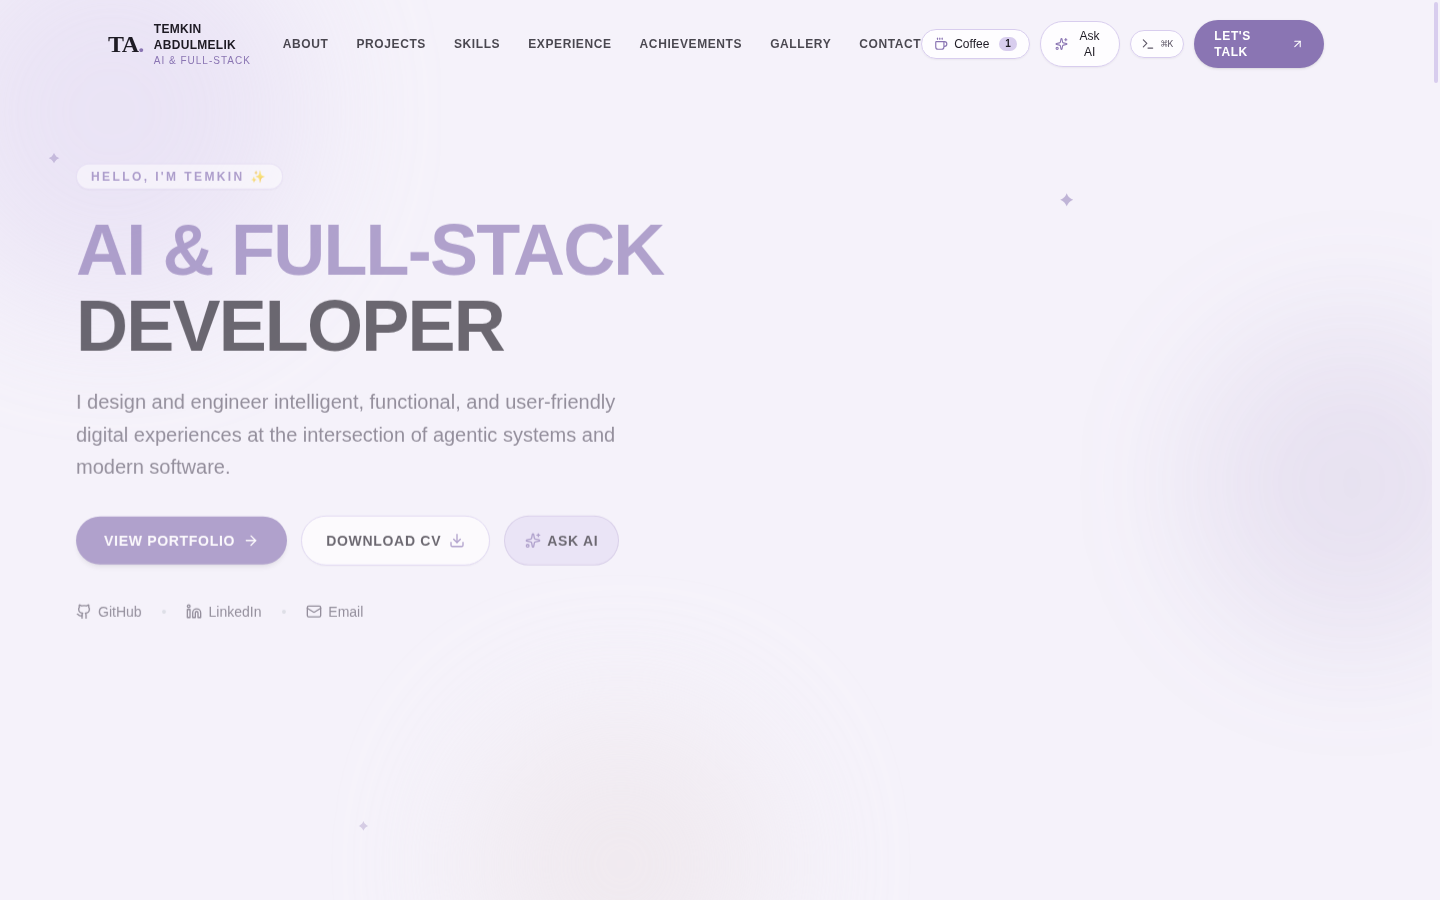 TA.
TEMKIN
ABDULMELIK
AI & FULL-STACK
ABOUT
PROJECTS
SKILLS
EXPERIENCE
ACHIEVEMENTS
GALLERY
CONTACT
Coffee 1
Ask
AI
⌘K
LET'S
TALK
HELLO, I'M TEMKIN ✨
AI & FULL-STACK
DEVELOPER
I design and engineer intelligent, functional, and user-friendly
digital experiences at the intersection of agentic systems and
modern software.
VIEW PORTFOLIO
DOWNLOAD CV
ASK AI
GitHub
LinkedIn
Email